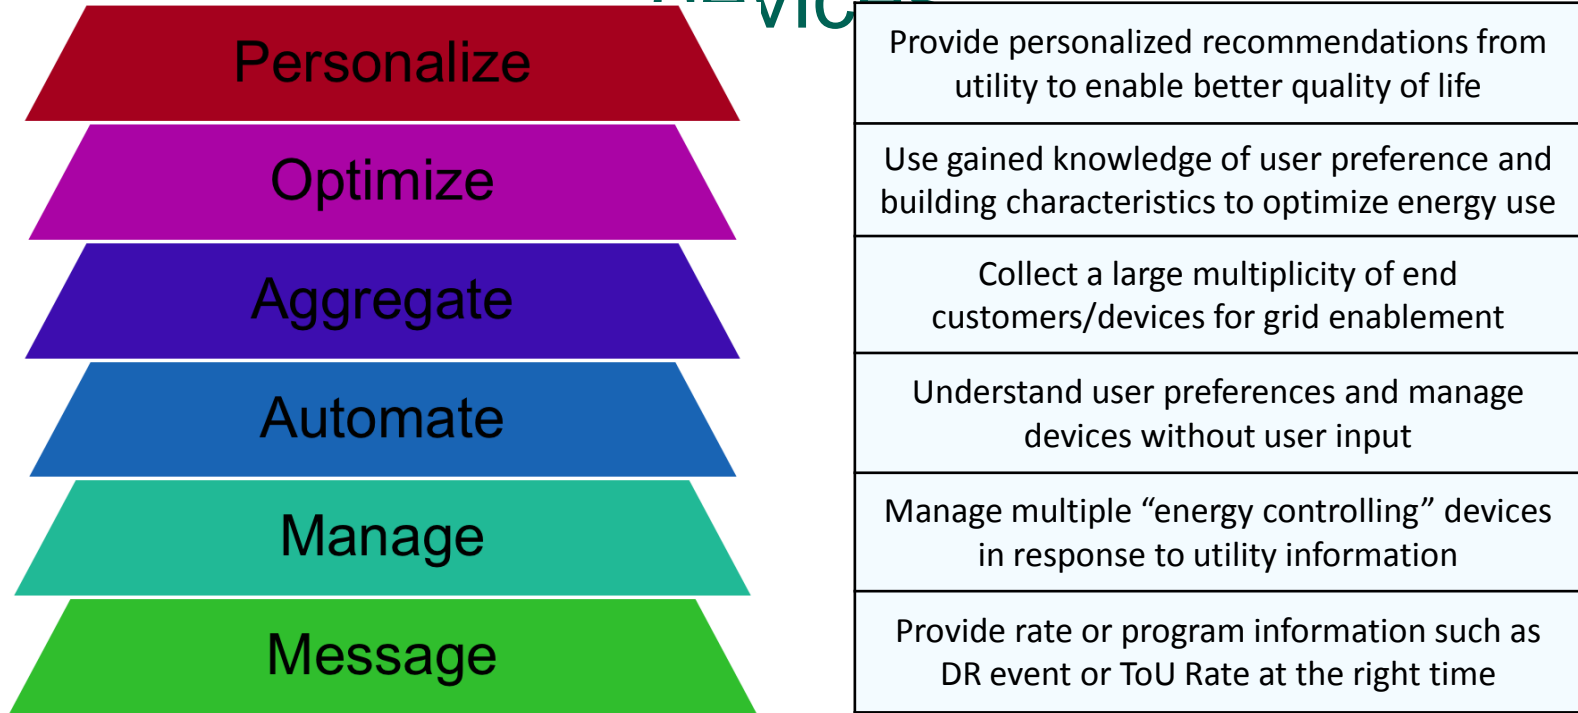 Personalize
Provide personalized recommendations from
utility to enable better quality of life
Optimize
Use gained knowledge of user preference and
building characteristics to optimize energy use
Aggregate
Collect a large multiplicity of end
customers/devices for grid enablement
Automate
Understand user preferences and manage
devices without user input
Manage
Manage multiple “energy controlling” devices
in response to utility information
Message
Provide rate or program information such as
DR event or ToU Rate at the right time